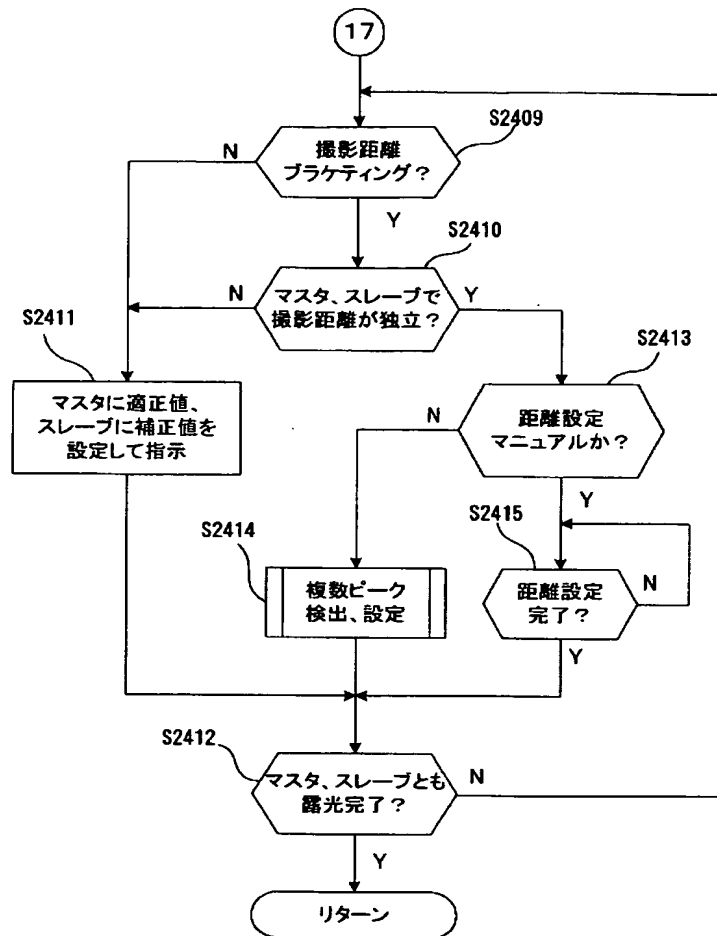 17
S2409
撮影距離
ブラケティング？
N
Y
S2410
マスタ、スレーブで
撮影距離が独立？
N
Y
S2411
マスタに適正値、
スレーブに補正値を
設定して指示
S2413
距離設定
マニュアルか？
N
Y
S2414
複数ピーク
検出、設定
S2415
距離設定
完了？
N
Y
S2412
マスタ、スレーブとも
露光完了？
N
Y
リターン